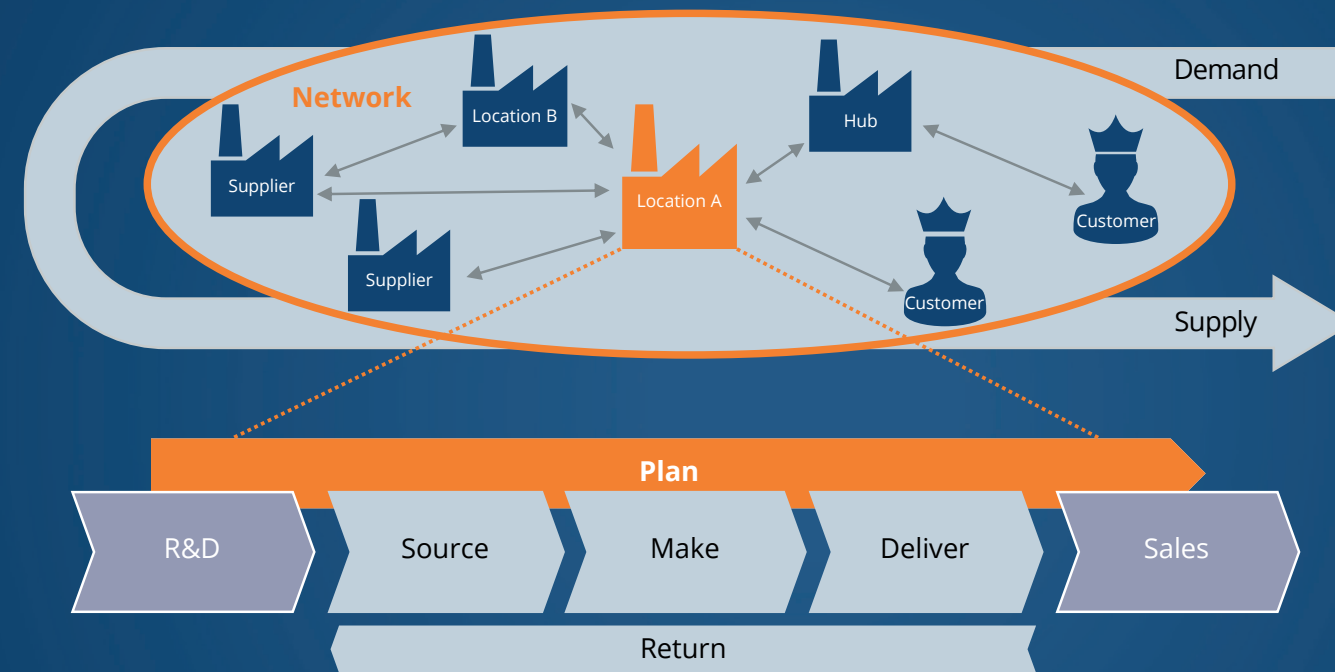 Demand
Network
Location B
Hub
Supplier
Location A
Customer
Supplier
Customer
Supply
Plan
R&D
Source
Make
Deliver
Sales
Return